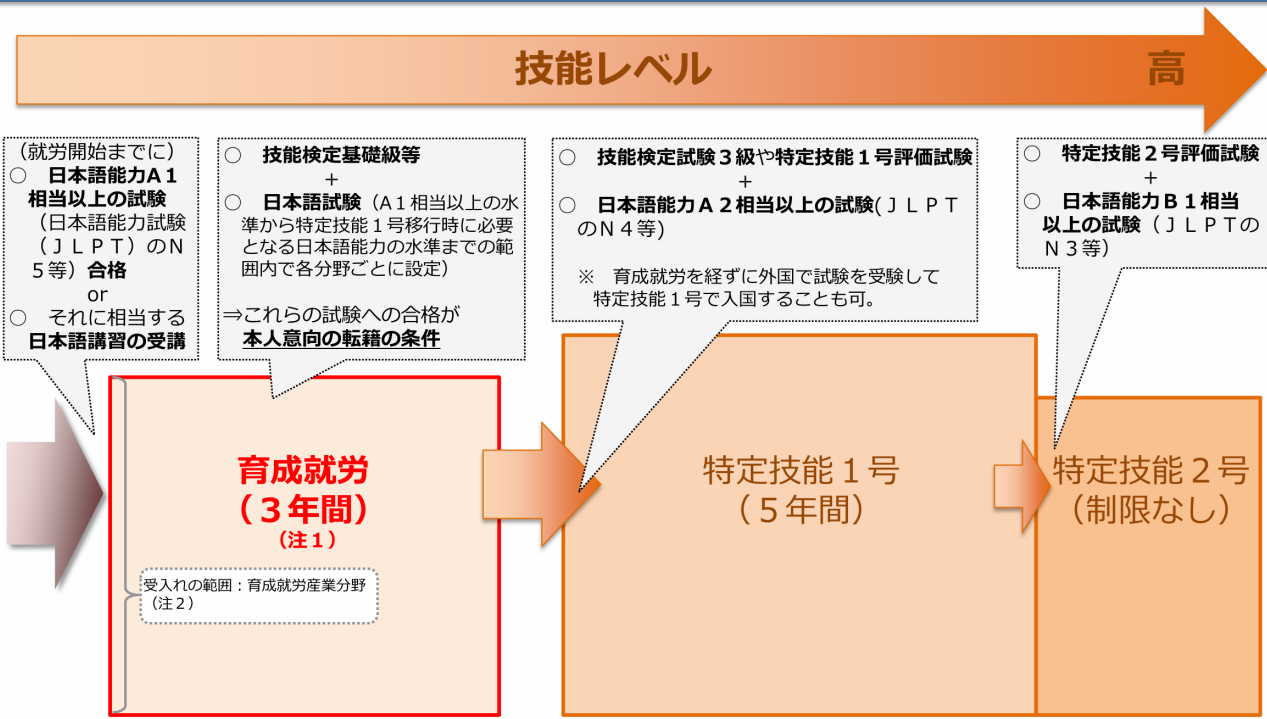 技能レベル
高
（就労開始までに）
○　日本語能力Ａ１
相当以上の試験
（日本語能力試験
（ＪＬＰＴ）のＮ
５等）合格
or
○　それに相当する
日本語講習の受講
○　技能検定基礎級等
+
○　日本語試験（A１相当以上の水
準から特定技能１号移行時に必要
となる日本語能力の水準までの範
囲内で各分野ごとに設定）
⇒これらの試験への合格が
本人意向の転籍の条件
○　技能検定試験３級や特定技能１号評価試験
+
○　日本語能力Ａ２相当以上の試験(ＪＬＰＴ
のＮ４等)
※　育成就労を経ずに外国で試験を受験して
特定技能１号で入国することも可。
○　特定技能２号評価試験
+
○　日本語能力Ｂ１相当
以上の試験（ＪＬＰＴの
Ｎ３等）
育成就労
（３年間）
（注１）
受入れの範囲：育成就労産業分野
（注２）
特定技能１号
（５年間）
特定技能２号
（制限なし）